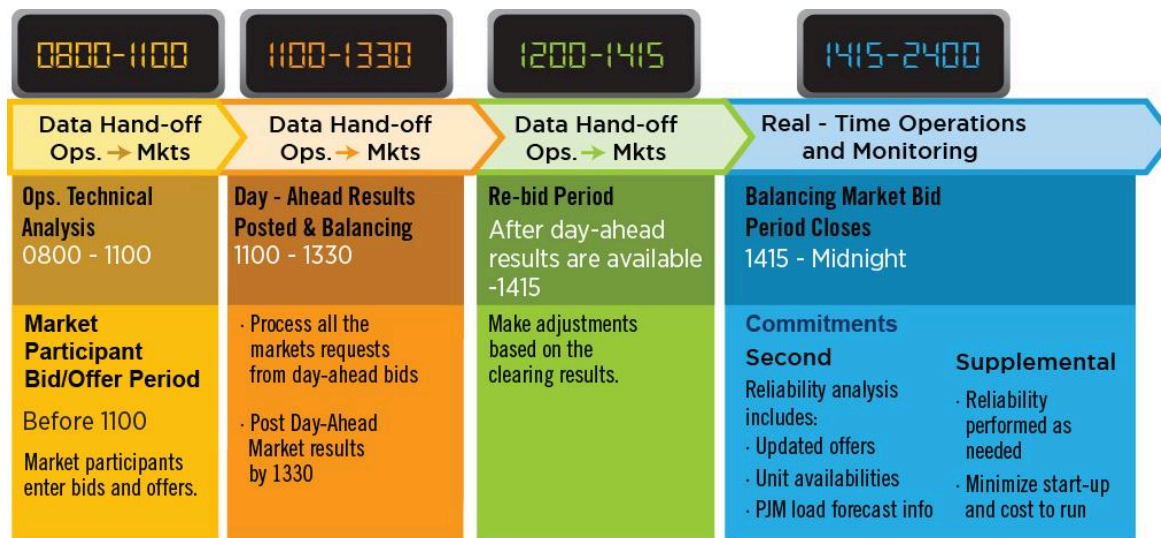 0800-1100
1100-1330
1200-1415
1415-2400
Data Hand-off
Ops. → Mkts
Data Hand-off
Ops. → Mkts
Data Hand-off
Ops. → Mkts
Real - Time Operations
and Monitoring
Ops. Technical
Analysis
0800 - 1100
Day - Ahead Results
Posted & Balancing
1100 - 1330
Re-bid Period
After day-ahead
results are available
-1415
Balancing Market Bid
Period Closes
1415 - Midnight
Market
Participant
Bid/Offer Period
Before 1100
Market participants
enter bids and offers.
· Process all the
markets requests
from day-ahead bids
· Post Day-Ahead
Market results
by 1330
Make adjustments
based on the
clearing results.
Commitments
Second
Reliability analysis
includes:
· Updated offers
· Unit availabilities
· PJM load forecast info
Supplemental
· Reliability
performed as
needed
· Minimize start-up
and cost to run